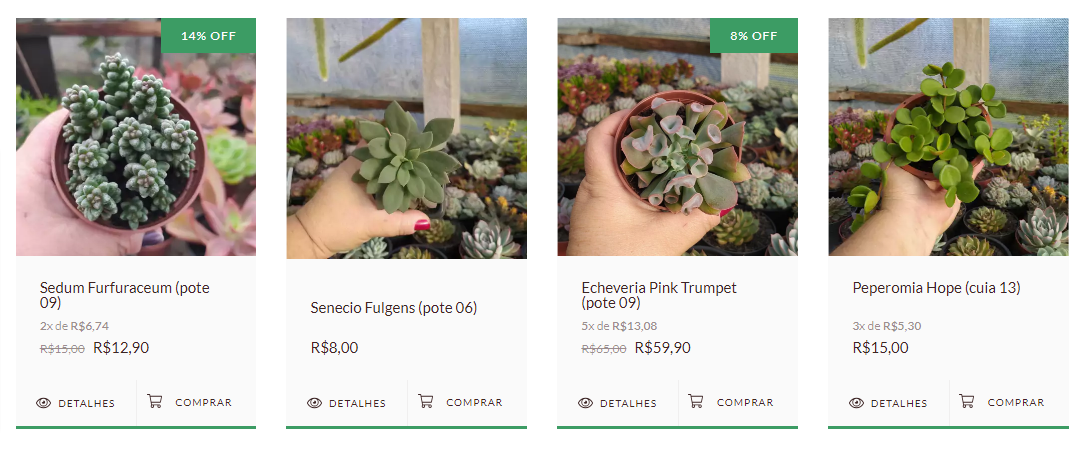 14% OFF
Sedum Furfuraceum (pote
09)
2x de R$6,74
R$15,00 R$12,90
DETALHES COMPRAR
Senecio Fulgens (pote 06)
R$8,00
DETALHES COMPRAR
8% OFF
Echeveria Pink Trumpet
(pote 09)
5x de R$13,08
R$65,00 R$59,90
DETALHES COMPRAR
Peperomia Hope (cuia 13)
3x de R$5,30
R$15,00
DETALHES COMPRAR